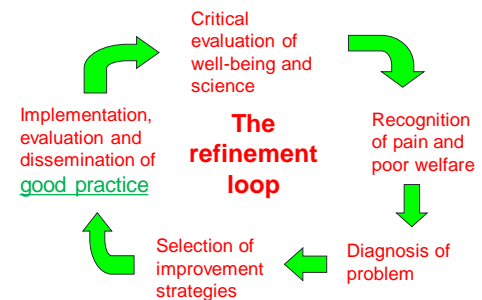 Critical
evaluation of
well-being and
science
Recognition
of pain and
poor welfare
Diagnosis of
problem
Selection of
improvement
strategies
Implementation,
evaluation and
dissemination of
good practice
The
refinement
loop